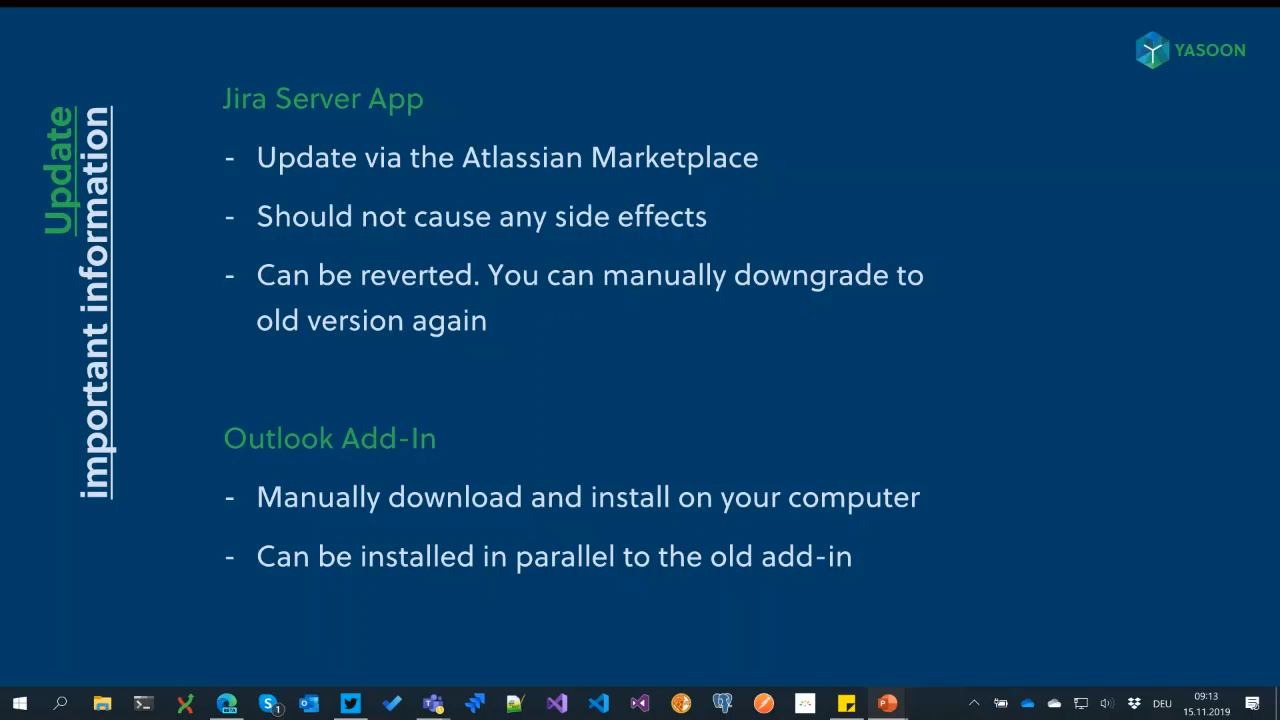 YASOON
Update
important information
Jira Server App
- Update via the Atlassian Marketplace
- Should not cause any side effects
- Can be reverted. You can manually downgrade to
old version again
Outlook Add-In
- Manually download and install on your computer
- Can be installed in parallel to the old add-in
DEU
09:13
15.11.2019